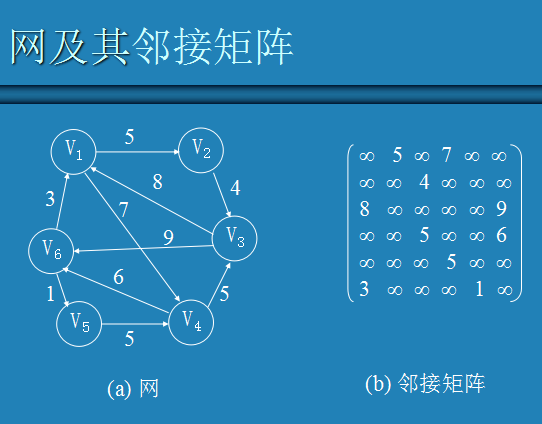 网及其邻接矩阵
5
V1
V2
8
4
3
7
V3
9
V6
6
1
5
V5
V4
5
(a) 网
∞ 5 ∞ 7 ∞ ∞
∞ ∞ 4 ∞ ∞ ∞
8 ∞ ∞ ∞ ∞ 9
∞ ∞ 5 ∞ ∞ 6
∞ ∞ ∞ 5 ∞ ∞
3 ∞ ∞ ∞ 1 ∞
(b) 邻接矩阵